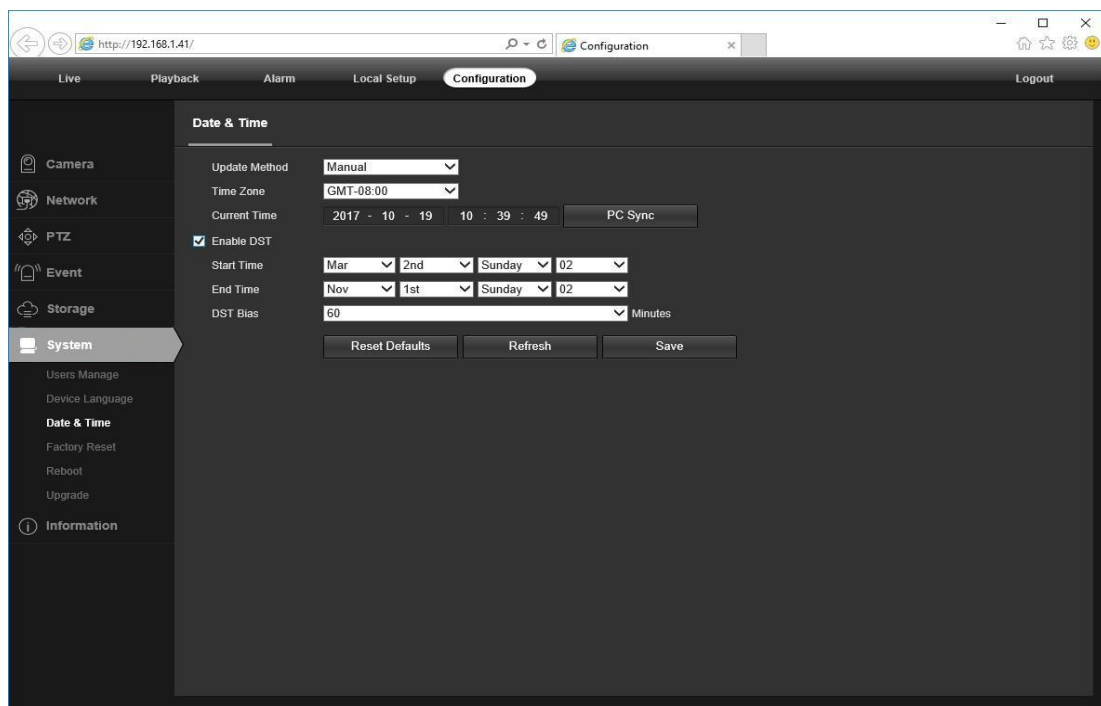 http://192.168.1.41/ Configuration
Live Playback Alarm Local Setup Configuration Logout
Date & Time
Camera
Network
PTZ
Event
Storage
System
Users Manage
Device Language
Date & Time
Factory Reset
Reboot
Upgrade
Information
Update Method Manual
Time Zone GMT-08:00
Current Time 2017 - 10 - 19 10 : 39 : 49 PC Sync
Enable DST
Start Time Mar 2nd Sunday 02
End Time Nov 1st Sunday 02
DST Bias 60 Minutes
Reset Defaults Refresh Save